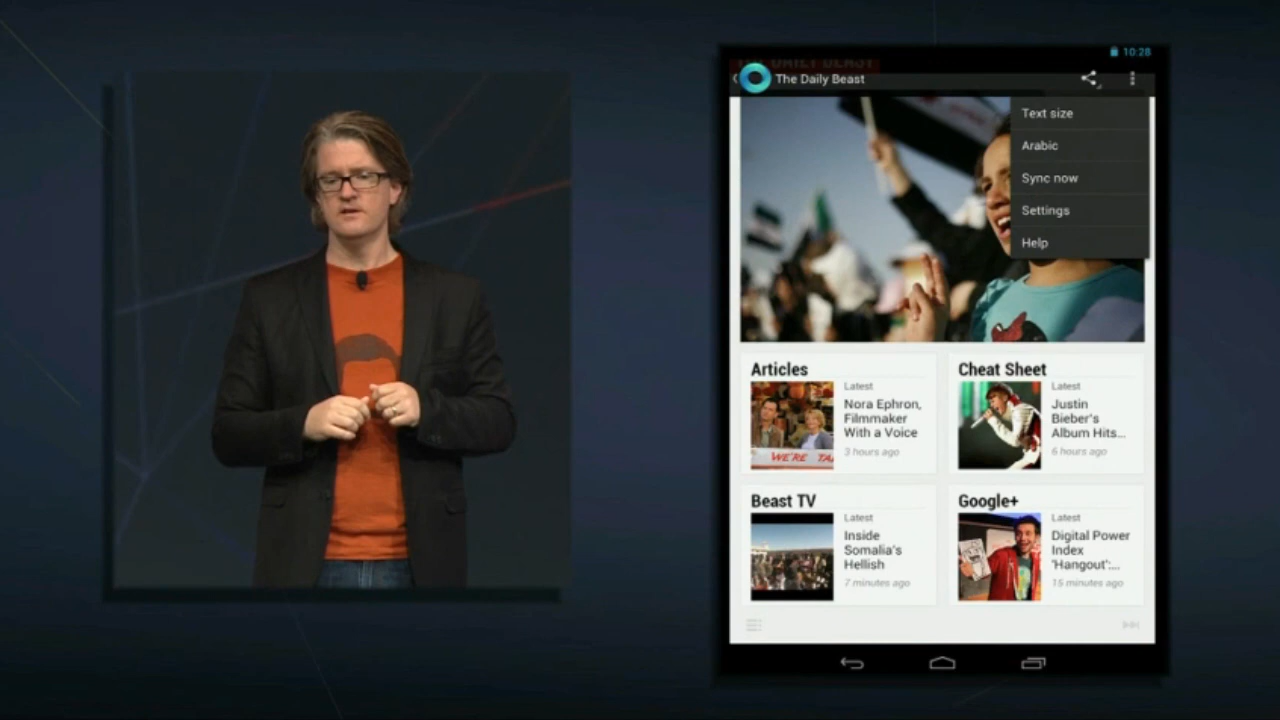 10:28
The Daily Beast
Text size
Arabic
Sync now
Settings
Help
Articles
Latest
Nora Ephron,
Filmmaker
With a Voice
3 hours ago
WE'RE
Cheat Sheet
Latest
Justin
Bieber's
Album Hits...
6 hours ago
Beast TV
Latest
Inside
Somalia's
Hellish
7 minutes ago
Google+
Latest
Digital Power
Index
'Hangout':...
15 minutes ago